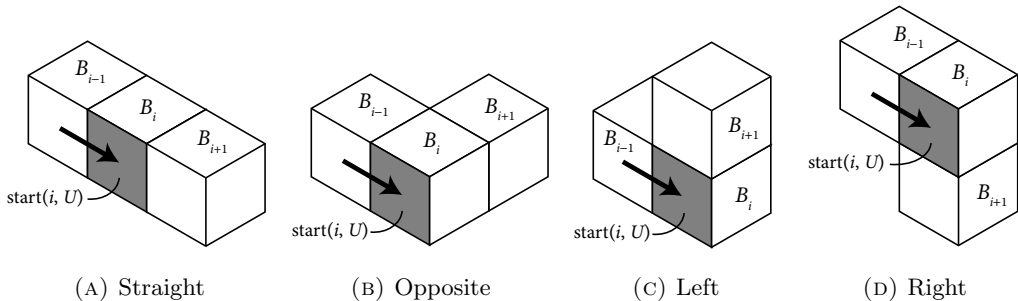 B_{i−1}
B_i
B_{i+1}
start(i, U)
(A) Straight
B_{i−1}
B_{i+1}
B_i
start(i, U)
(B) Opposite
B_{i+1}
B_{i−1}
B_i
start(i, U)
(C) Left
B_{i−1}
B_i
start(i, U)
B_{i+1}
(D) Right